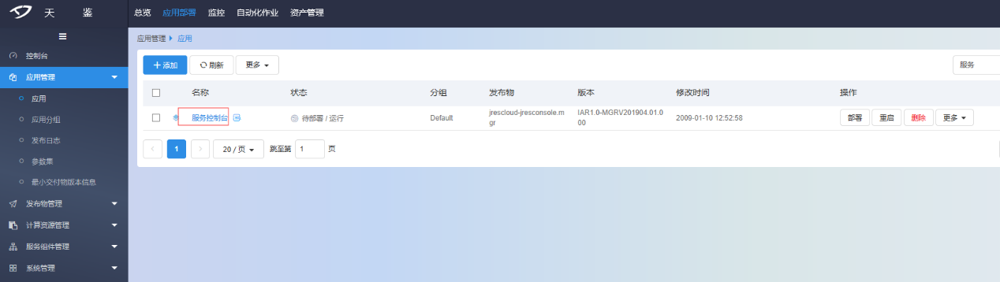 天 鉴
总览 应用部署 监控 自动化作业 资产管理
应用管理 应用
控制台
应用管理
应用
应用分组
发布日志
参数集
最小交付物版本信息
发布物管理
计算资源管理
服务组件管理
系统管理
添加 刷新 更多 服务
名称 状态 分组 发布物 版本 修改时间 操作
服务控制台 待部署 / 运行 Default jrescloud-jresconsole.m IAR1.0-MGRV201904.01.0 2009-01-10 12:52:58 部署 重启 删除 更多
gr 00
1 20 / 页 跳至第 1 页